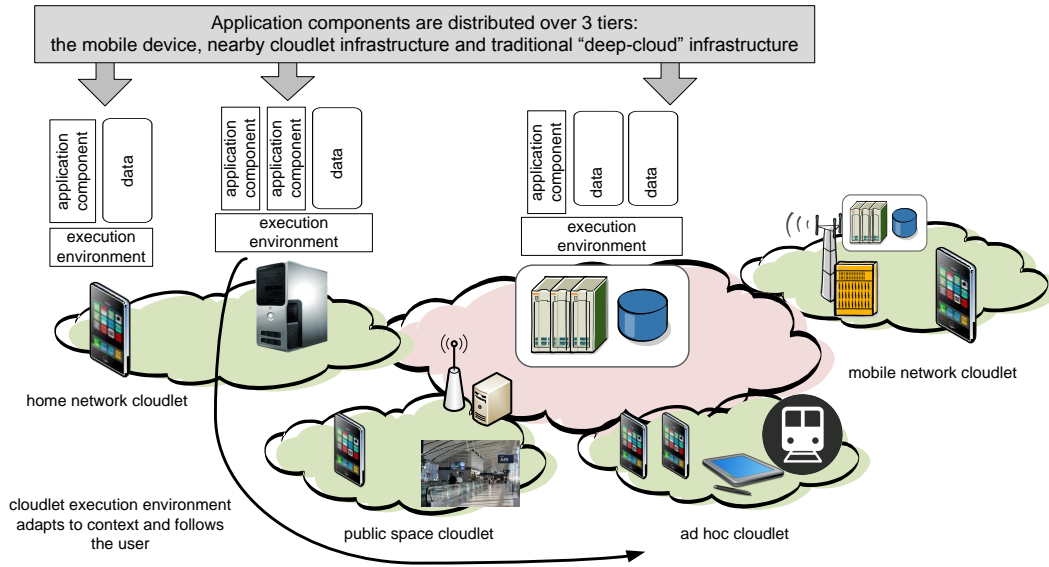 Application components are distributed over 3 tiers:
the mobile device, nearby cloudlet infrastructure and traditional “deep-cloud” infrastructure
application
component
data
execution
environment
application
component
application
component
data
execution
environment
application
component
data
data
execution
environment
home network cloudlet
mobile network cloudlet
cloudlet execution environment
adapts to context and follows
the user
public space cloudlet
ad hoc cloudlet